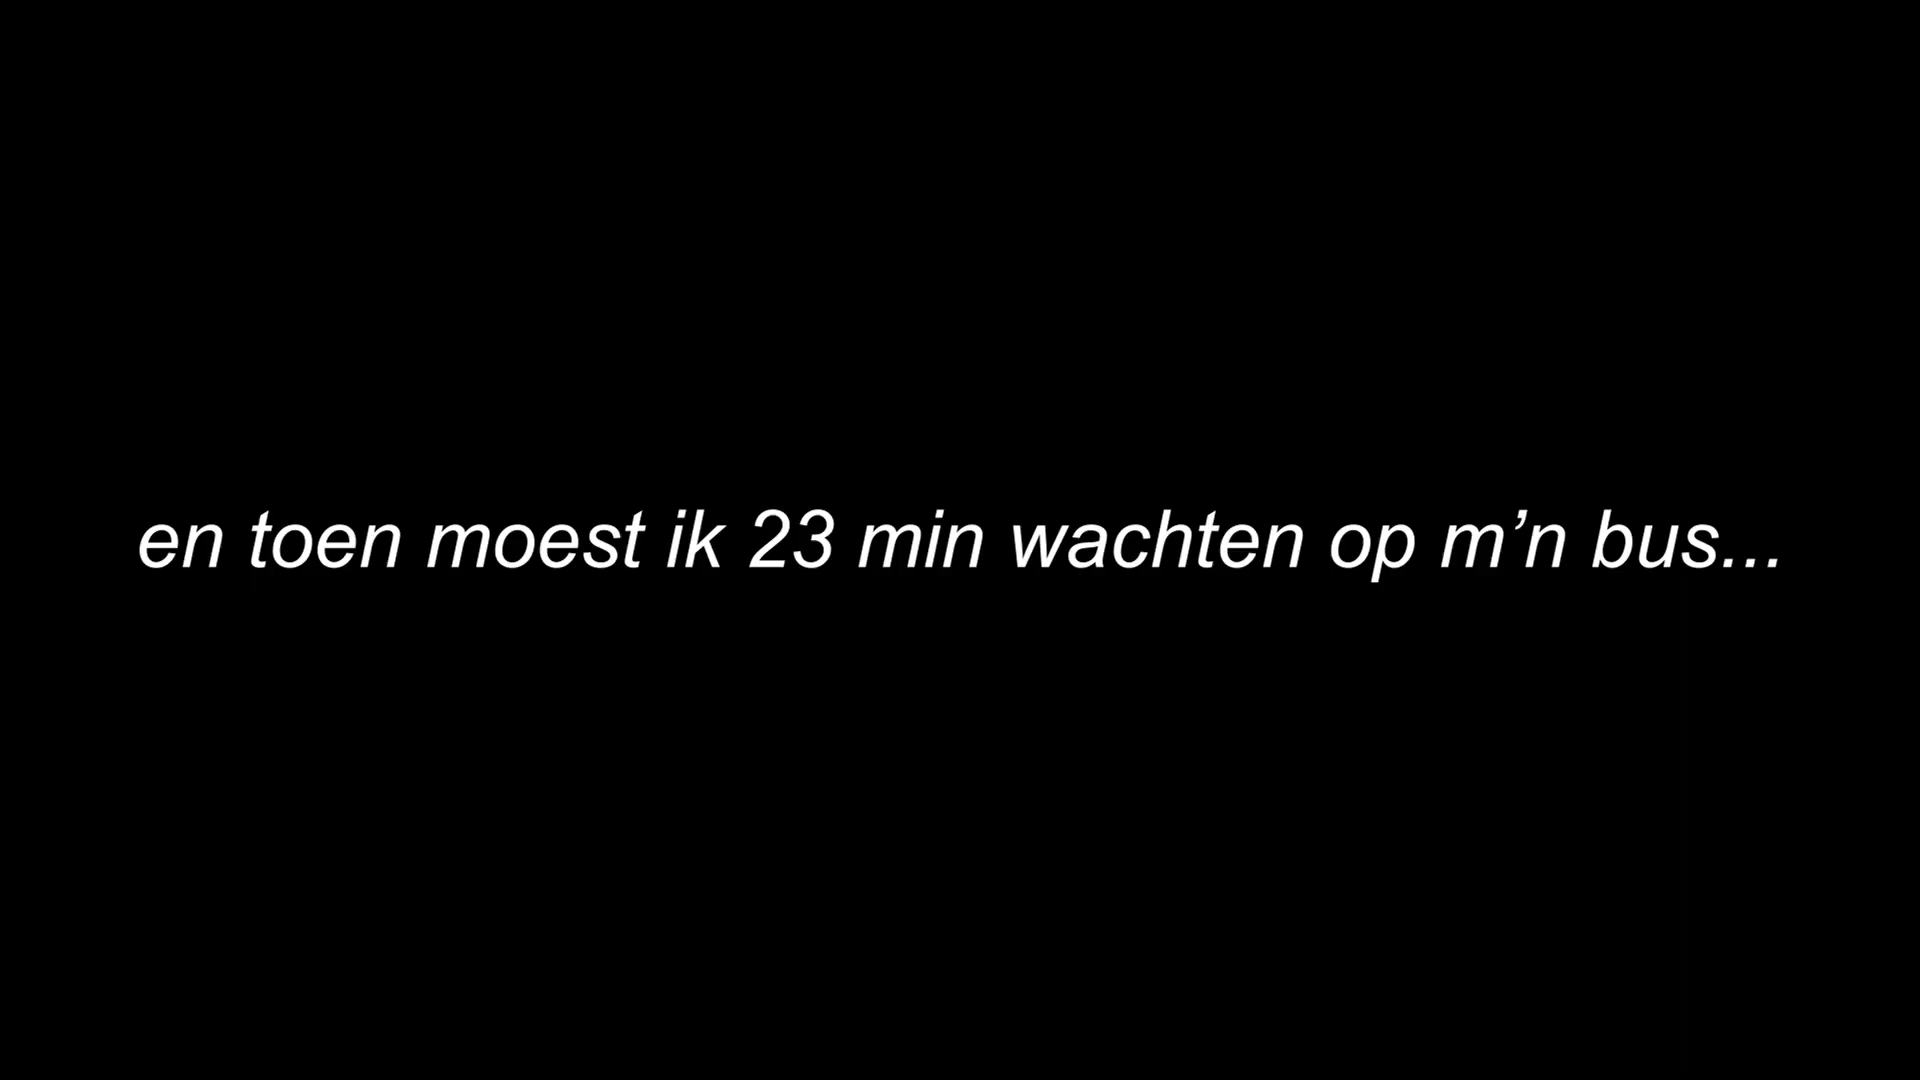 en toen moest ik 23 min wachten op m’n bus...